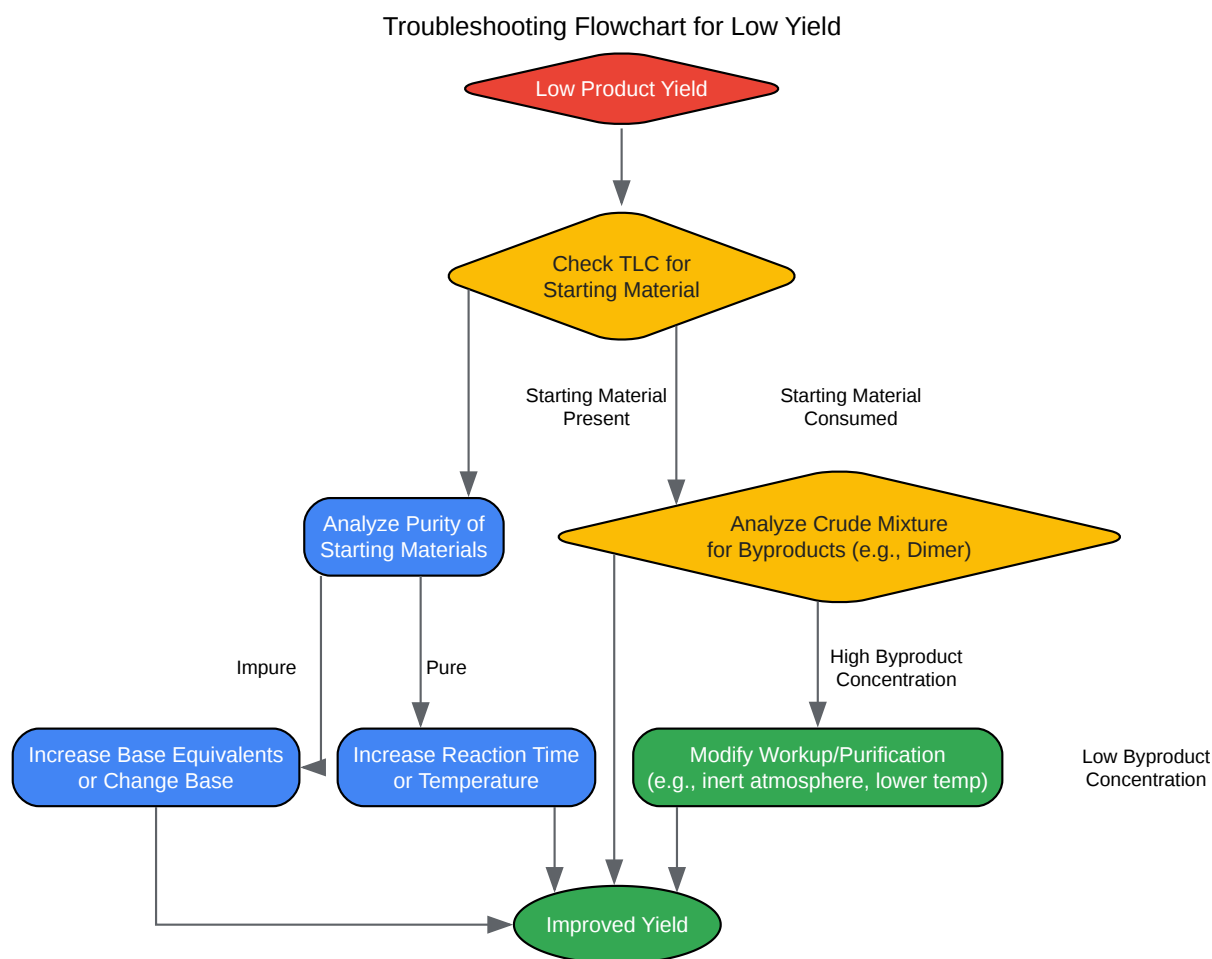 Troubleshooting Flowchart for Low Yield
Low Product Yield
Check TLC for
Starting Material
Starting Material
Present
Starting Material
Consumed
Analyze Purity of
Starting Materials
Analyze Crude Mixture
for Byproducts (e.g., Dimer)
Impure
Pure
High Byproduct
Concentration
Increase Base Equivalents
or Change Base
Increase Reaction Time
or Temperature
Modify Workup/Purification
(e.g., inert atmosphere, lower temp)
Low Byproduct
Concentration
Improved Yield